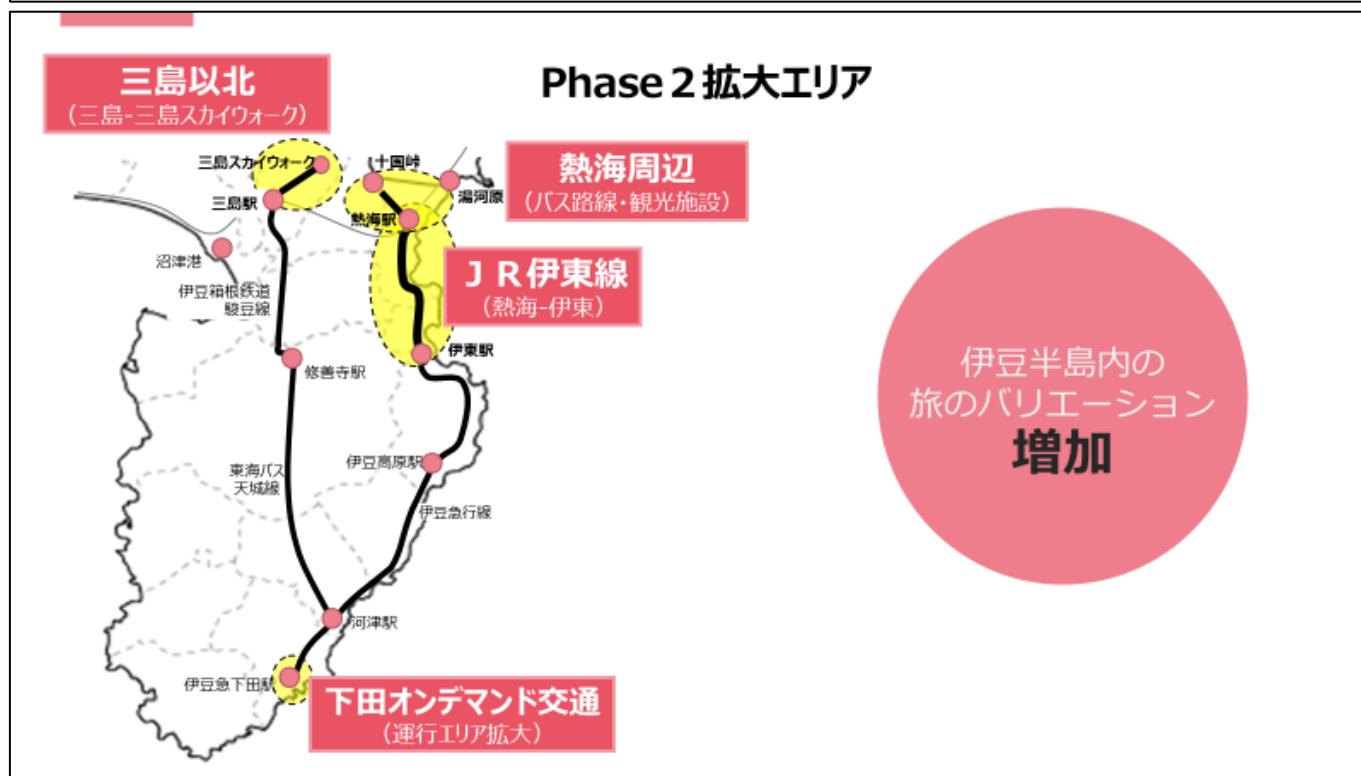 三島以北
（三島-三島スカイウォーク）
Phase２拡大エリア
三島スカイウォーク
十国峠
熱海周辺
（バス路線・観光施設）
湯河原
三島駅
熱海駅
沼津港
ＪＲ伊東線
（熱海-伊東）
伊豆箱根鉄道
駿豆線
伊東駅
修善寺駅
伊豆半島内の
旅のバリエーション
増加
伊豆高原駅
東海バス
天城線
伊豆急行線
河津駅
伊豆急下田駅
下田オンデマンド交通
（運行エリア拡大）